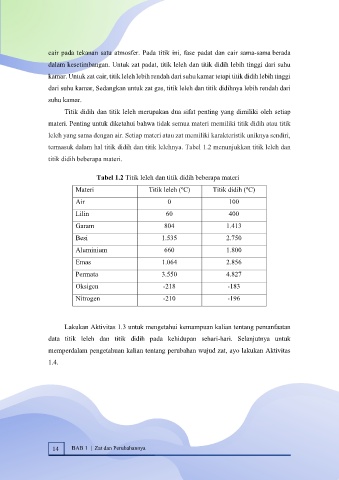 cair pada tekanan satu atmosfer. Pada titik ini, fase padat dan cair sama-sama berada
dalam kesetimbangan. Untuk zat padat, titik leleh dan titik didih lebih tinggi dari suhu
kamar. Untuk zat cair, titik leleh lebih rendah dari suhu kamar tetapi titik didih lebih tinggi
dari suhu kamar, Sedangkan untuk zat gas, titik leleh dan titik didihnya lebih rendah dari
suhu kamar.
Titik didih dan titik leleh merupakan dua sifat penting yang dimiliki oleh setiap
materi. Penting untuk diketahui bahwa tidak semua materi memiliki titik didih atau titik
leleh yang sama dengan air. Setiap materi atau zat memiliki karakteristik uniknya sendiri,
termasuk dalam hal titik didih dan titik lelehnya. Tabel 1.2 menunjukkan titik leleh dan
titik didih beberapa materi.
Tabel 1.2 Titik leleh dan titik didih beberapa materi
Materi Titik leleh (°C) Titik didih (°C)
Air 0 100
Lilin 60 400
Garam 804 1.413
Besi 1.535 2.750
Aluminium 660 1.800
Emas 1.064 2.856
Permata 3.550 4.827
Oksigen -218 -183
Nitrogen -210 -196
Lakukan Aktivitas 1.3 untuk mengetahui kemampuan kalian tentang pemanfaatan
data titik leleh dan titik didih pada kehidupan sehari-hari. Selanjutnya untuk
memperdalam pengetahuan kalian tentang perubahan wujud zat, ayo lakukan Aktivitas
1.4.
14 BAB 1 | Zat dan Perubahannya